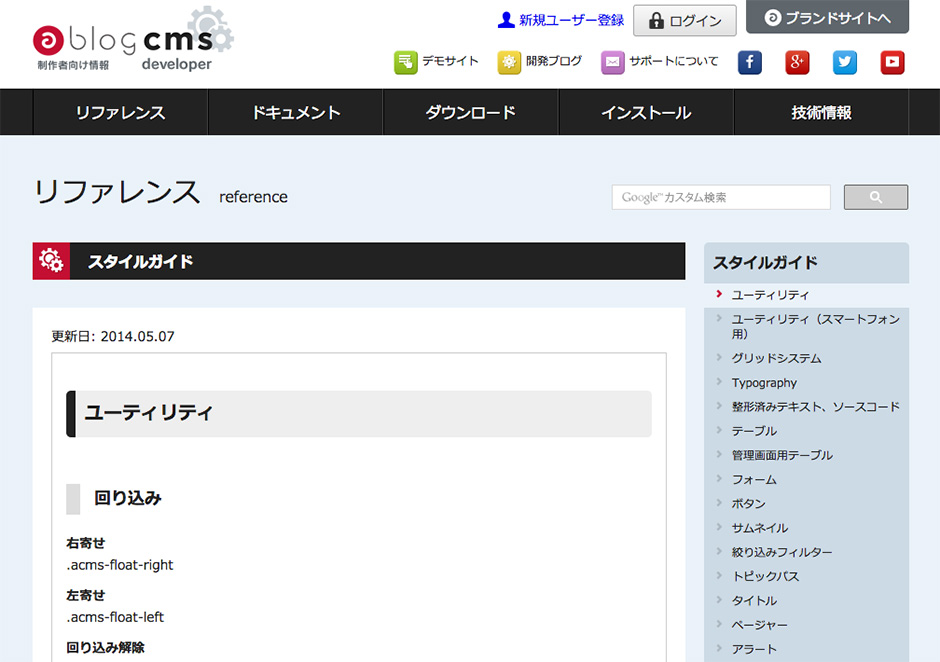 a blog cms
制作者向け情報 developer
新規ユーザー登録
ログイン
ブランドサイトへ
デモサイト
開発ブログ
サポートについて
リファレンス
ドキュメント
ダウンロード
インストール
技術情報
リファレンス reference
Google™カスタム検索
スタイルガイド
更新日: 2014.05.07
ユーティリティ
回り込み
右寄せ
.acms-float-right
左寄せ
.acms-float-left
回り込み解除
スタイルガイド
ユーティリティ
ユーティリティ（スマートフォン
用）
グリッドシステム
Typography
整形済みテキスト、ソースコード
テーブル
管理画面用テーブル
フォーム
ボタン
サムネイル
絞り込みフィルター
トピックパス
タイトル
ページャー
アラート